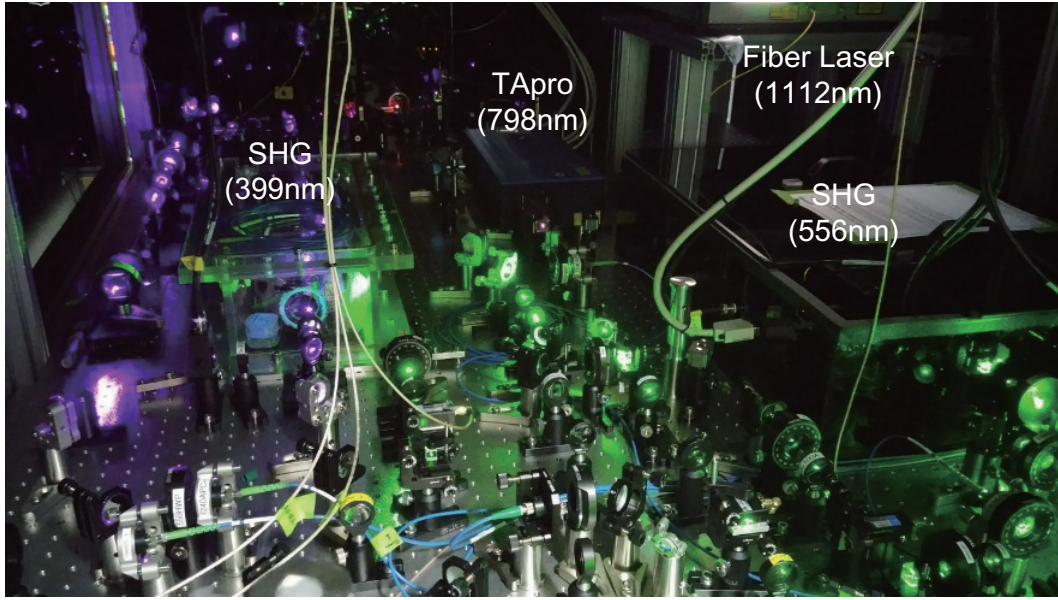 Fiber Laser
(1112nm)
TApro
(798nm)
SHG
(399nm)
SHG
(556nm)